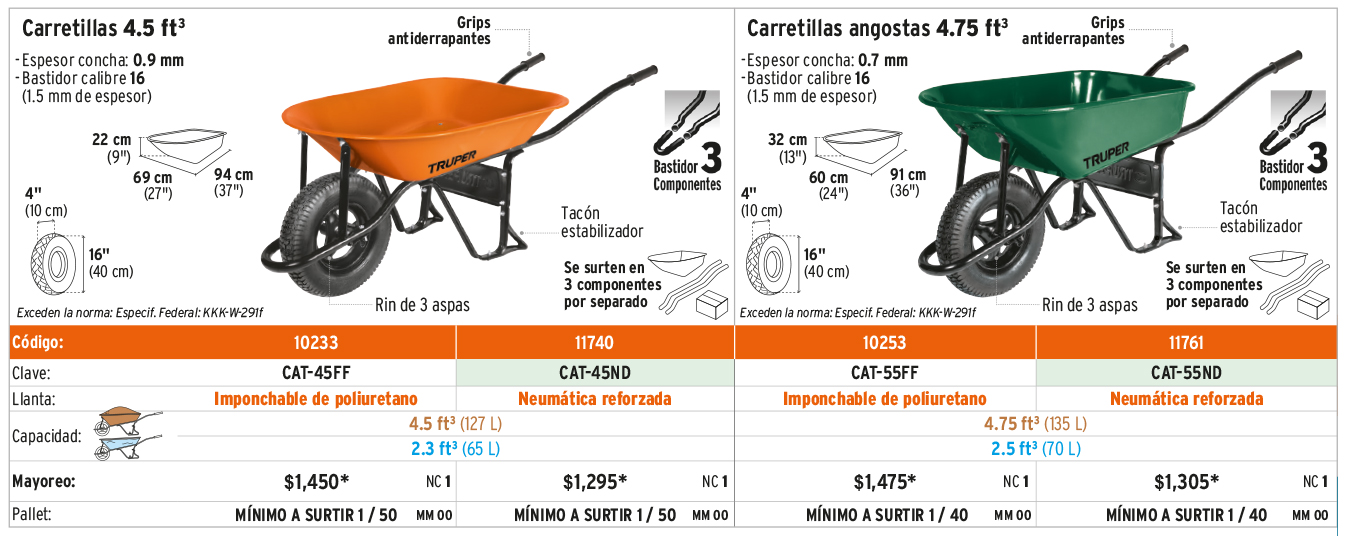 Carretillas 4.5 ft³
- Espesor concha: 0.9 mm
- Bastidor calibre 16
(1.5 mm de espesor)
Grips
antiderrapantes
22 cm
(9")
69 cm
(27")
94 cm
(37")
4"
(10 cm)
16"
(40 cm)
TRUPER
Bastidor 3
Componentes
Tacón
estabilizador
Se surten en
3 componentes
por separado
Rin de 3 aspas
Exceden la norma: Especif. Federal: KKK-W-291f
Carretillas angostas 4.75 ft³
- Espesor concha: 0.7 mm
- Bastidor calibre 16
(1.5 mm de espesor)
Grips
antiderrapantes
32 cm
(13")
60 cm
(24")
91 cm
(36")
4"
(10 cm)
16"
(40 cm)
TRUPER
Bastidor 3
Componentes
Tacón
estabilizador
Se surten en
3 componentes
por separado
Rin de 3 aspas
Exceden la norma: Especif. Federal: KKK-W-291f
Código: 10233 11740 10253 11761
Clave: CAT-45FF CAT-45ND CAT-55FF CAT-55ND
Llanta: Imponchable de poliuretano Neumática reforzada Imponchable de poliuretano Neumática reforzada
Capacidad:
4.5 ft³ (127 L) 4.75 ft³ (135 L)
2.3 ft³ (65 L) 2.5 ft³ (70 L)
Mayoreo: $1,450* NC 1 $1,295* NC 1 $1,475* NC 1 $1,305* NC 1
Pallet: MÍNIMO A SURTIR 1 / 50 MM 00 MÍNIMO A SURTIR 1 / 50 MM 00 MÍNIMO A SURTIR 1 / 40 MM 00 MÍNIMO A SURTIR 1 / 40 MM 00